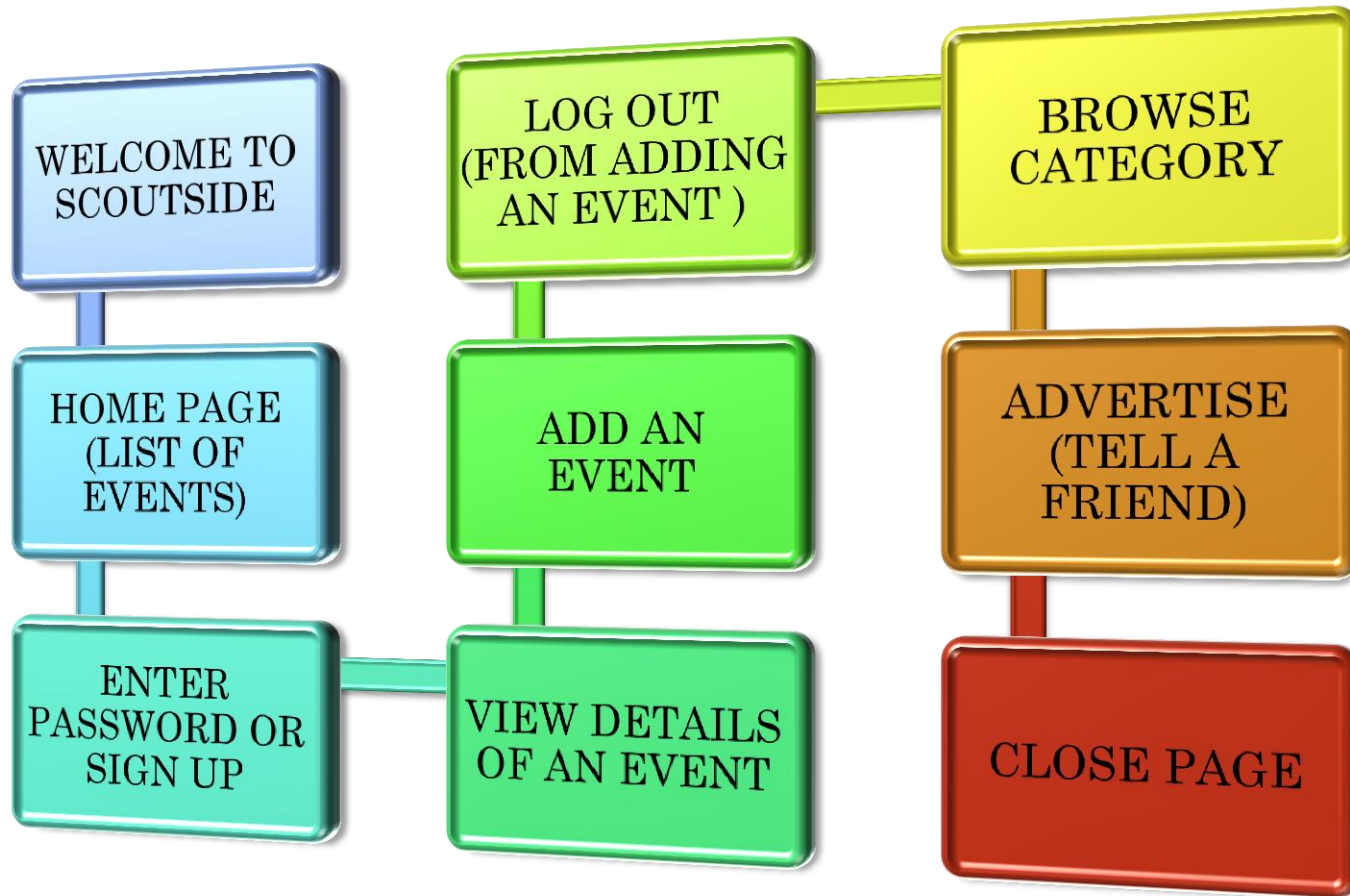 WELCOME TO
SCOUTSIDE
HOME PAGE
(LIST OF
EVENTS)
ENTER
PASSWORD OR
SIGN UP
VIEW DETAILS
OF AN EVENT
ADD AN
EVENT
LOG OUT
(FROM ADDING
AN EVENT )
BROWSE
CATEGORY
ADVERTISE
(TELL A
FRIEND)
CLOSE PAGE